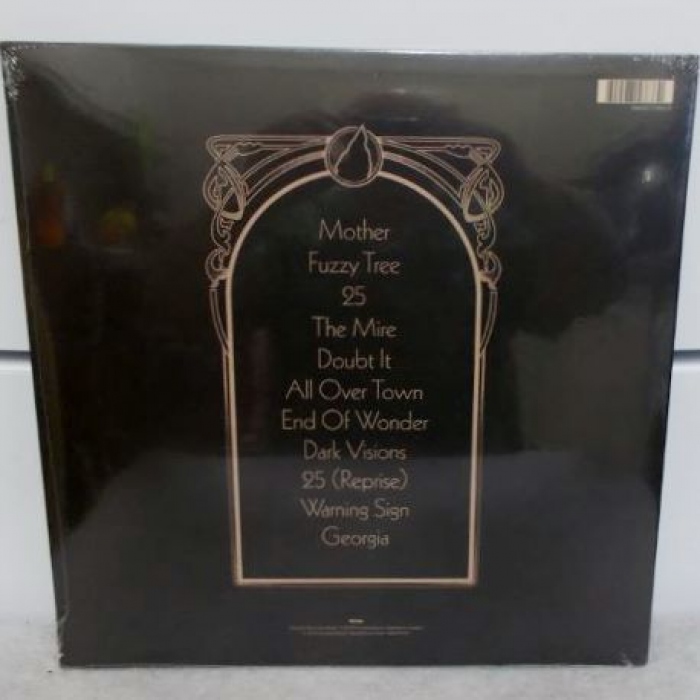 Mother
Fuzzy Tree
25
The Mire
Doubt It
All Over Town
End Of Wonder
Dark Visions
25 (Reprise)
Warning Sign
Georgia